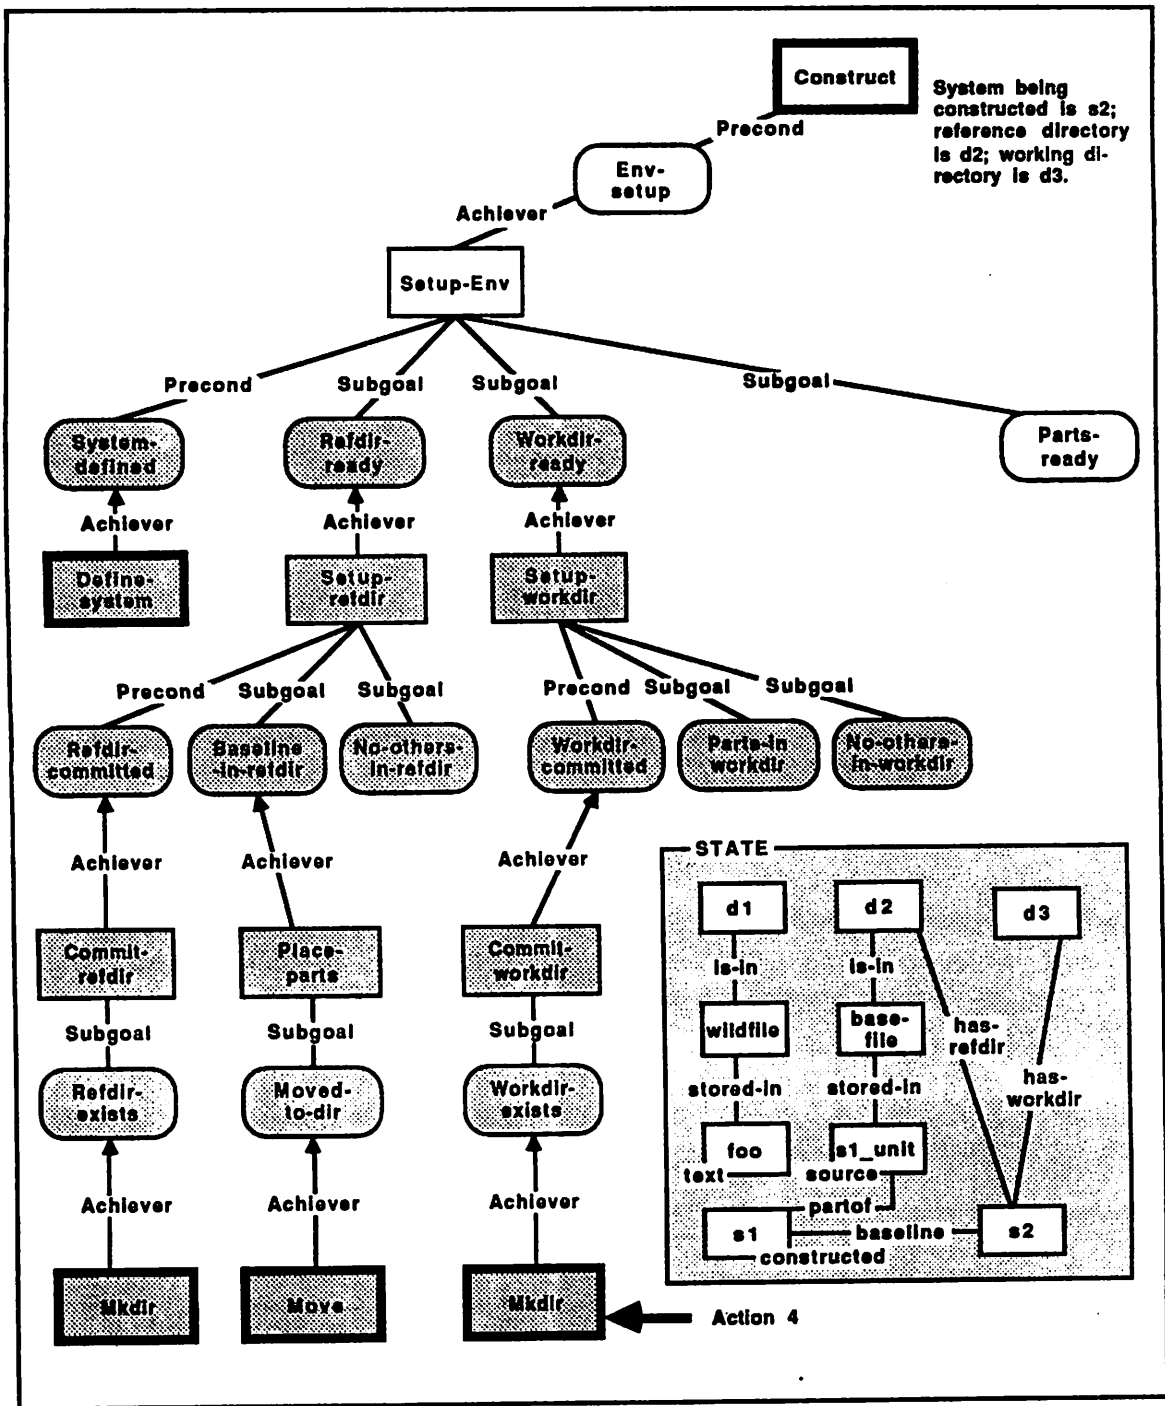 Construct
System being
constructed is s2;
reference directory
is d2; working di-
rectory is d3.
Precond
Env-
setup
Achiever
Setup-Env
Precond
Subgoal
Subgoal
Subgoal
System-
defined
Refdir-
ready
Workdir-
ready
Parts-
ready
Achiever
Achiever
Achiever
Define-
system
Setup-
refdir
Setup-
workdir
Precond
Subgoal
Subgoal
Precond
Subgoal
Subgoal
Refdir-
committed
Baseline
-in-refdir
No-others-
in-refdir
Workdir-
committed
Parts-in
workdir
No-others-
in-workdir
Achiever
Achiever
Achiever
Commit-
refdir
Place-
parts
Commit-
workdir
Subgoal
Subgoal
Subgoal
Refdir-
exists
Moved-
to-dir
Workdir-
exists
Achiever
Achiever
Achiever
Mkdir
Move
Mkdir
Action 4
STATE
d1
d2
d3
is-in
is-in
wildfile
base-
file
has-
refdir
stored-in
stored-in
has-
workdir
foo
text
s1_unit
source
partof
s1
constructed
baseline
s2